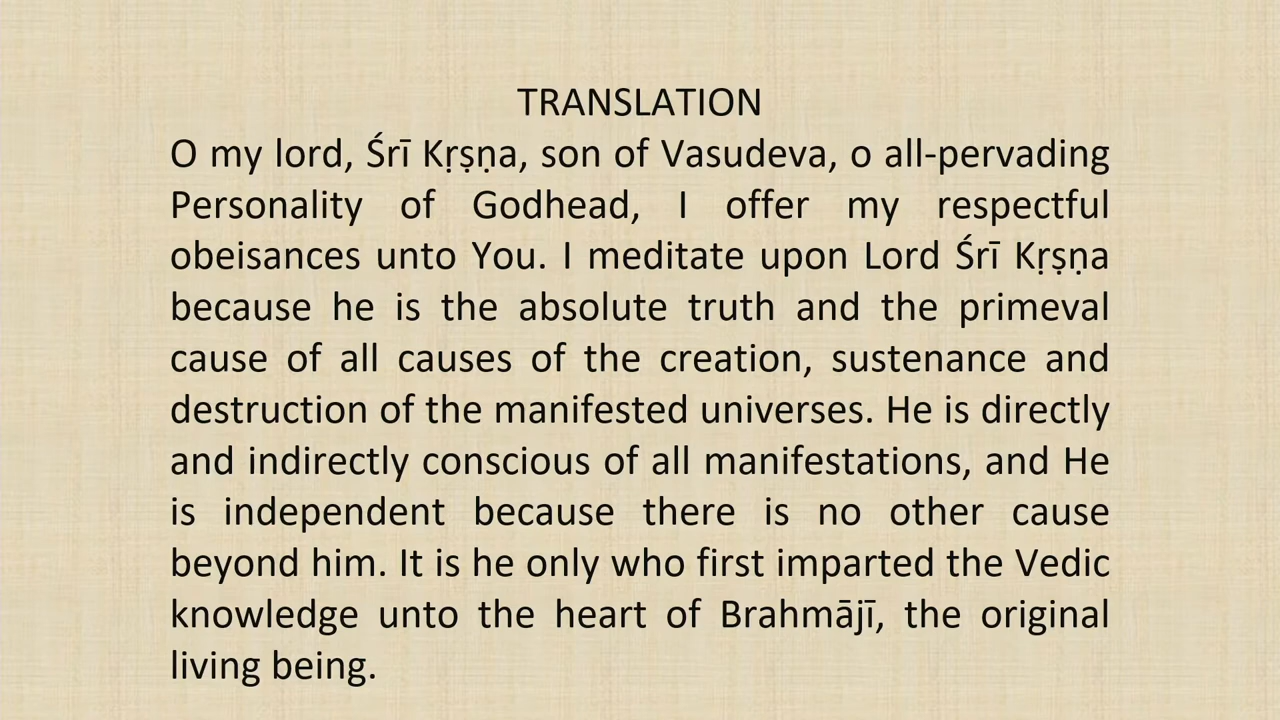 TRANSLATION
O my lord, Śrī Kṛṣṇa, son of Vasudeva, o all-pervading
Personality of Godhead, I offer my respectful
obeisances unto You. I meditate upon Lord Śrī Kṛṣṇa
because he is the absolute truth and the primeval
cause of all causes of the creation, sustenance and
destruction of the manifested universes. He is directly
and indirectly conscious of all manifestations, and He
is independent because there is no other cause
beyond him. It is he only who first imparted the Vedic
knowledge unto the heart of Brahmājī, the original
living being.